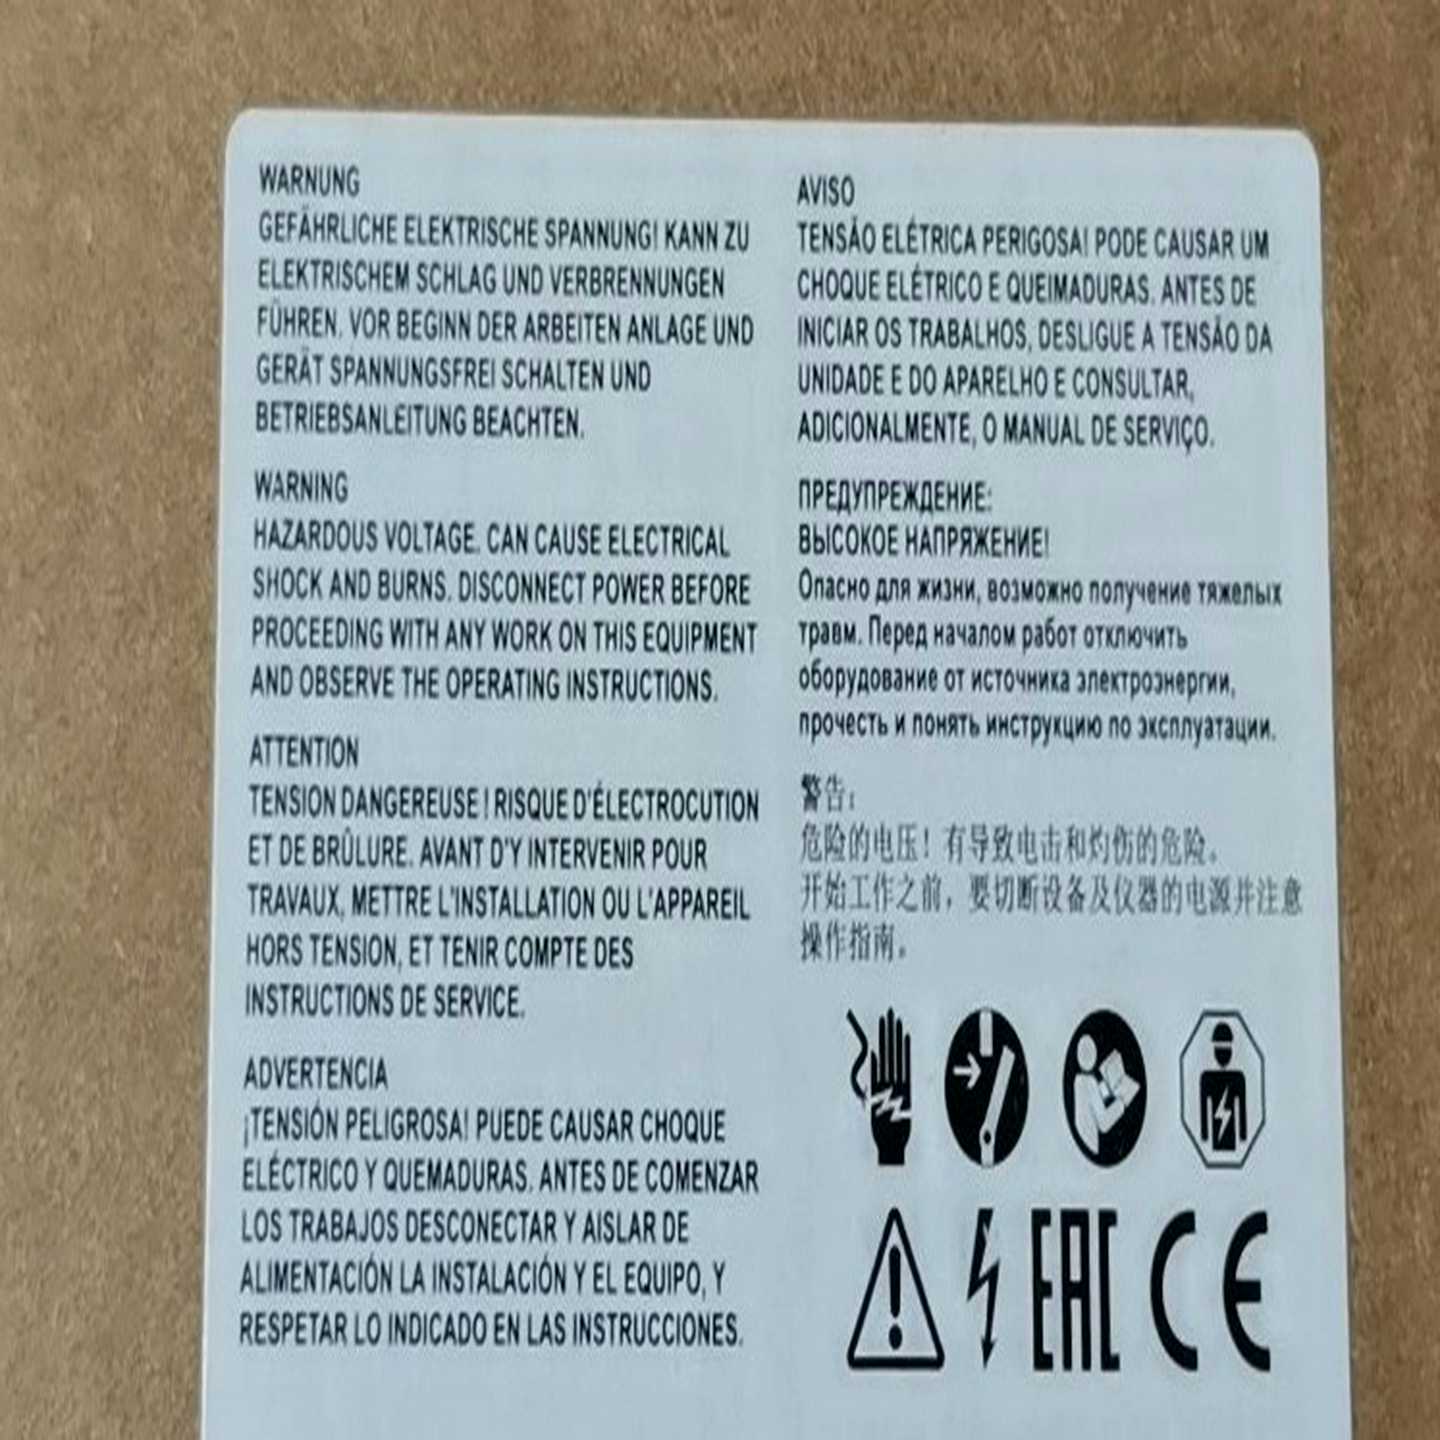 WARNUNG
GEFÄHRLICHE ELEKTRISCHE SPANNUNG! KANN ZU
ELEKTRISCHEM SCHLAG UND VERBRENNUNGEN
FÜHREN. VOR BEGINN DER ARBEITEN ANLAGE UND
GERÄT SPANNUNGSFREI SCHALTEN UND
BETRIEBSANLEITUNG BEACHTEN.
WARNING
HAZARDOUS VOLTAGE. CAN CAUSE ELECTRICAL
SHOCK AND BURNS. DISCONNECT POWER BEFORE
PROCEEDING WITH ANY WORK ON THIS EQUIPMENT
AND OBSERVE THE OPERATING INSTRUCTIONS.
ATTENTION
TENSION DANGEREUSE ! RISQUE D'ÉLECTROCUTION
ET DE BRÛLURE. AVANT D'Y INTERVENIR POUR
TRAVAUX, METTRE L'INSTALLATION OU L'APPAREIL
HORS TENSION, ET TENIR COMPTE DES
INSTRUCTIONS DE SERVICE.
ADVERTENCIA
¡TENSIÓN PELIGROSA! PUEDE CAUSAR CHOQUE
ELÉCTRICO Y QUEMADURAS. ANTES DE COMENZAR
LOS TRABAJOS DESCONECTAR Y AISLAR DE
ALIMENTACIÓN LA INSTALACIÓN Y EL EQUIPO, Y
RESPETAR LO INDICADO EN LAS INSTRUCCIONES.
AVISO
TENSÃO ELÉTRICA PERIGOSA! PODE CAUSAR UM
CHOQUE ELÉTRICO E QUEIMADURAS. ANTES DE
INICIAR OS TRABALHOS, DESLIGUE A TENSÃO DA
UNIDADE E DO APARELHO E CONSULTAR,
ADICIONALMENTE, O MANUAL DE SERVIÇO.
ПРЕДУПРЕЖДЕНИЕ:
ВЫСОКОЕ НАПРЯЖЕНИЕ!
Опасно для жизни, возможно получение тяжелых
травм. Перед началом работ отключить
оборудование от источника электроэнергии,
прочесть и понять инструкцию по эксплуатации.
警告：
危险的电压！有导致电击和灼伤的危险。
开始工作之前，要切断设备及仪器的电源并注意
操作指南。
EAC CE